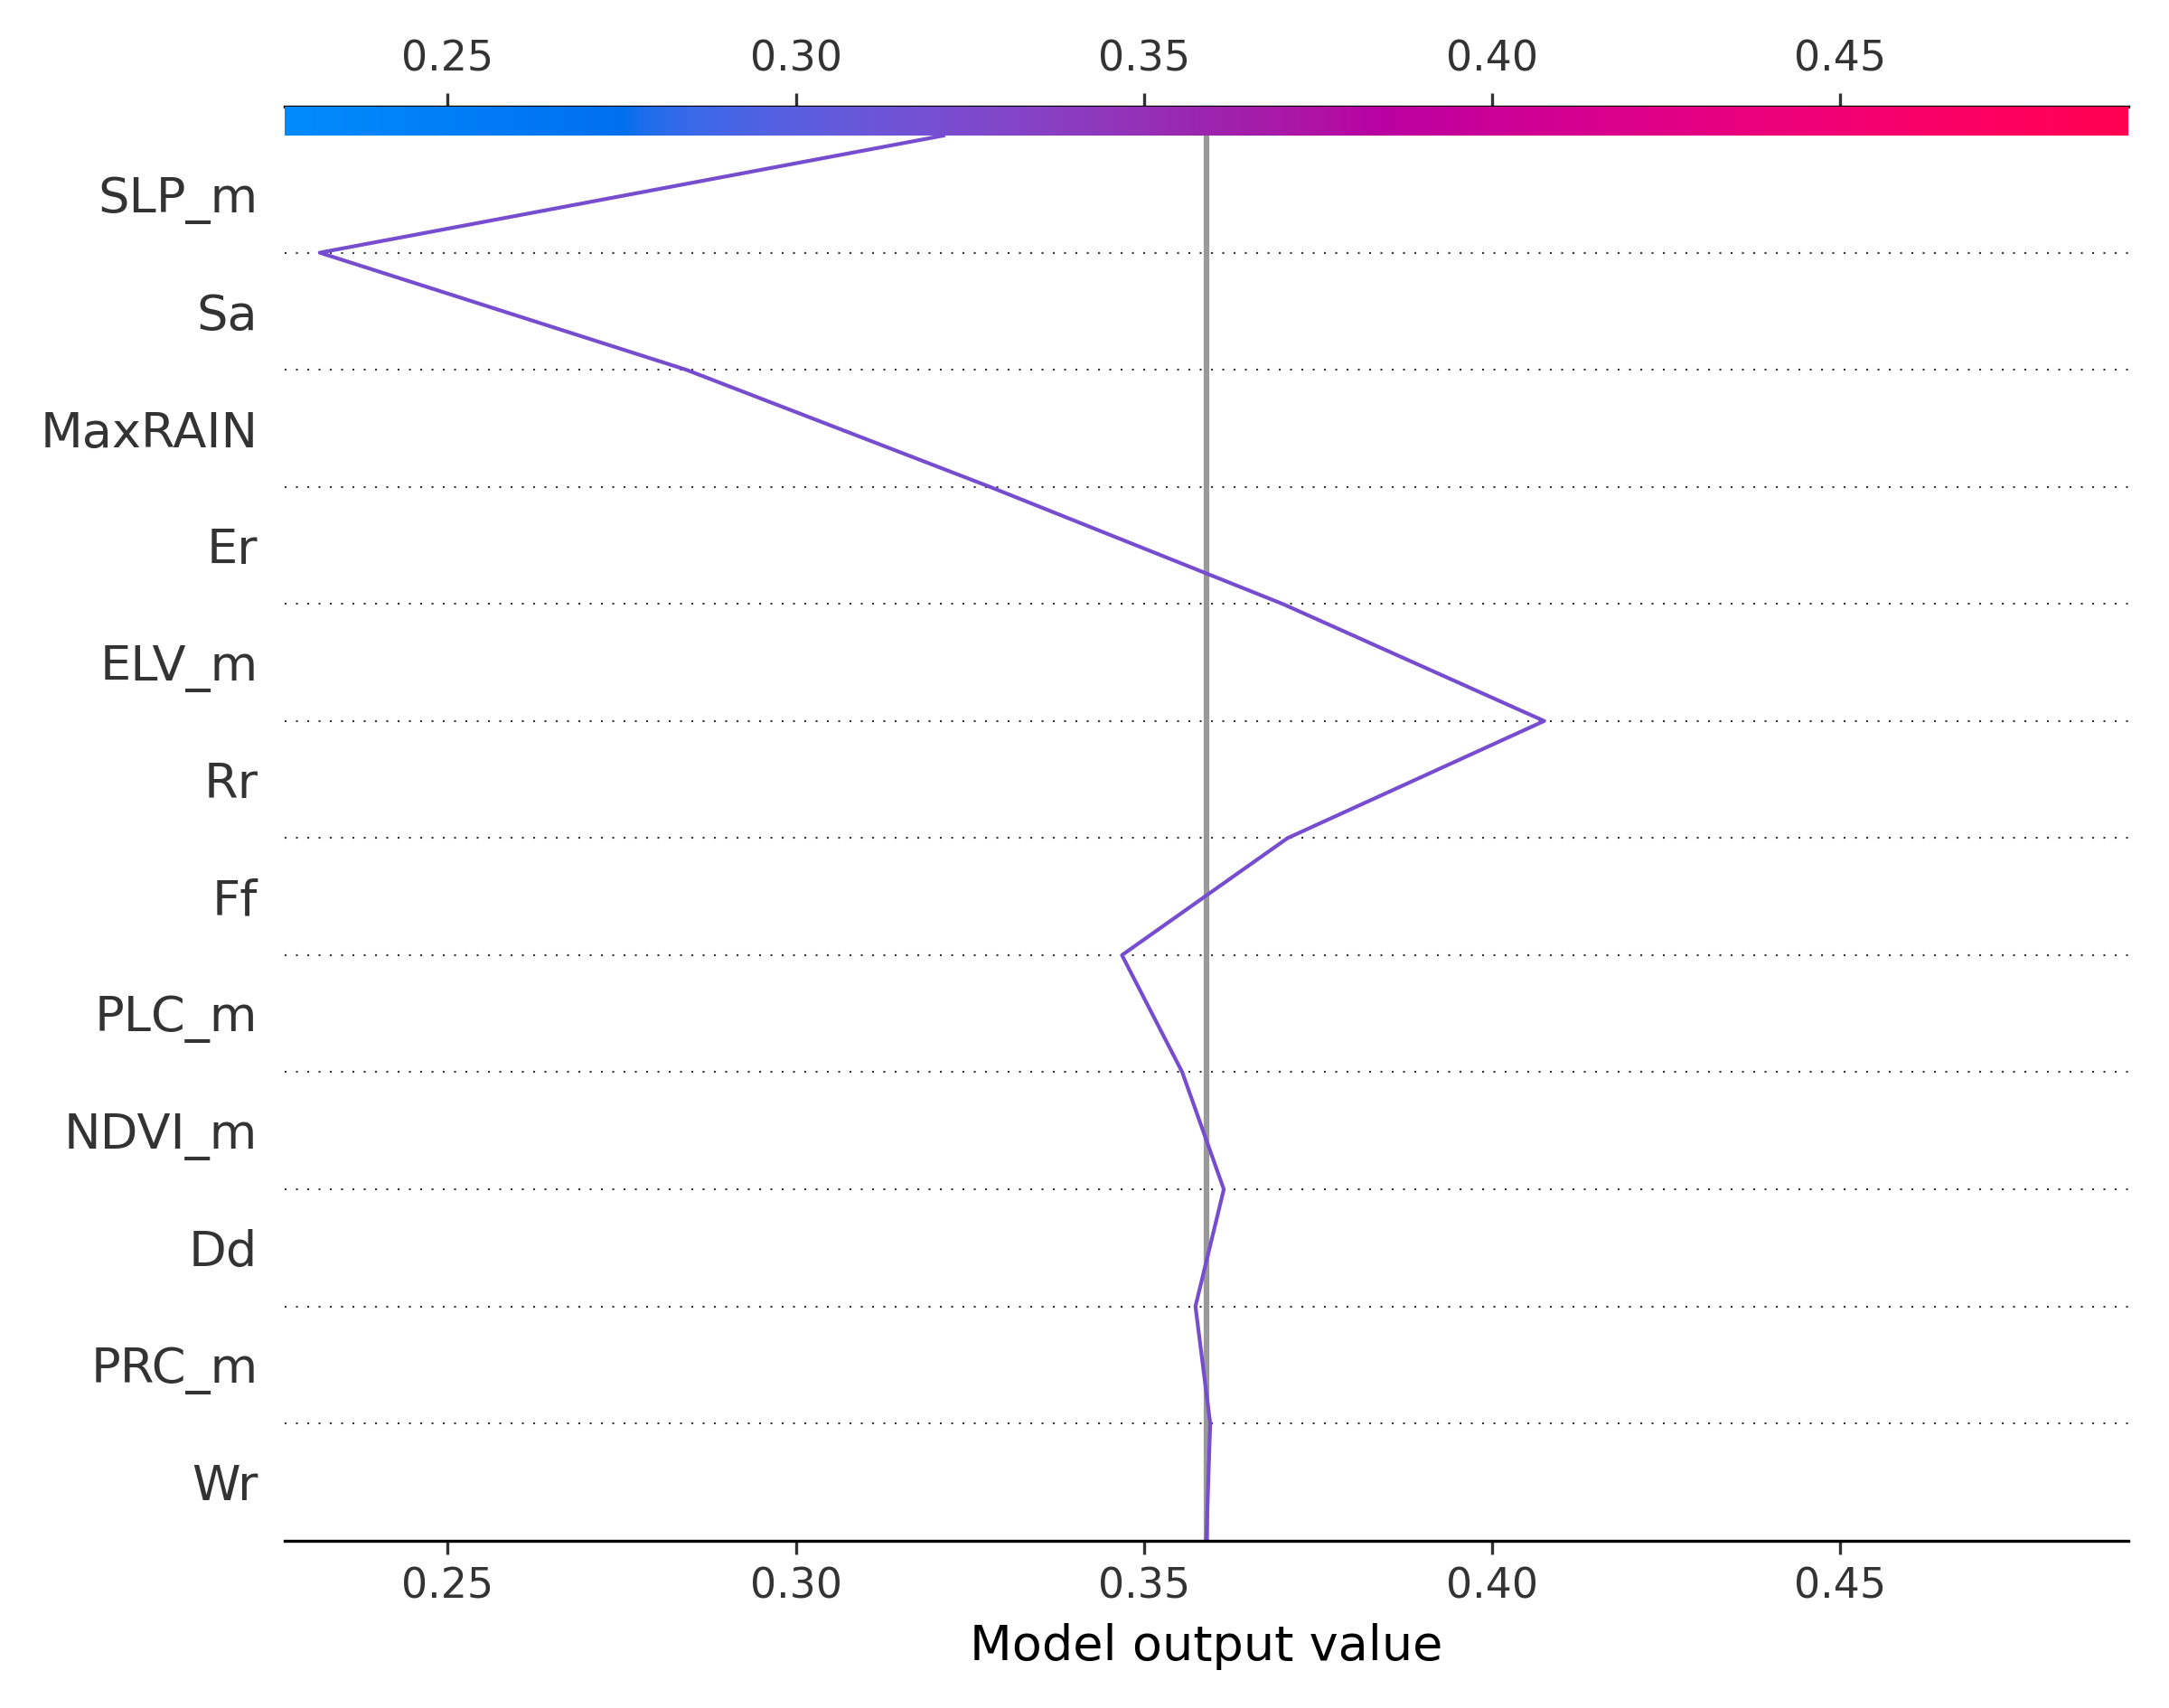 0.25 0.30 0.35 0.40 0.45
SLP_m
Sa
MaxRAIN
Er
ELV_m
Rr
Ff
PLC_m
NDVI_m
Dd
PRC_m
Wr
0.25 0.30 0.35 0.40 0.45
Model output value